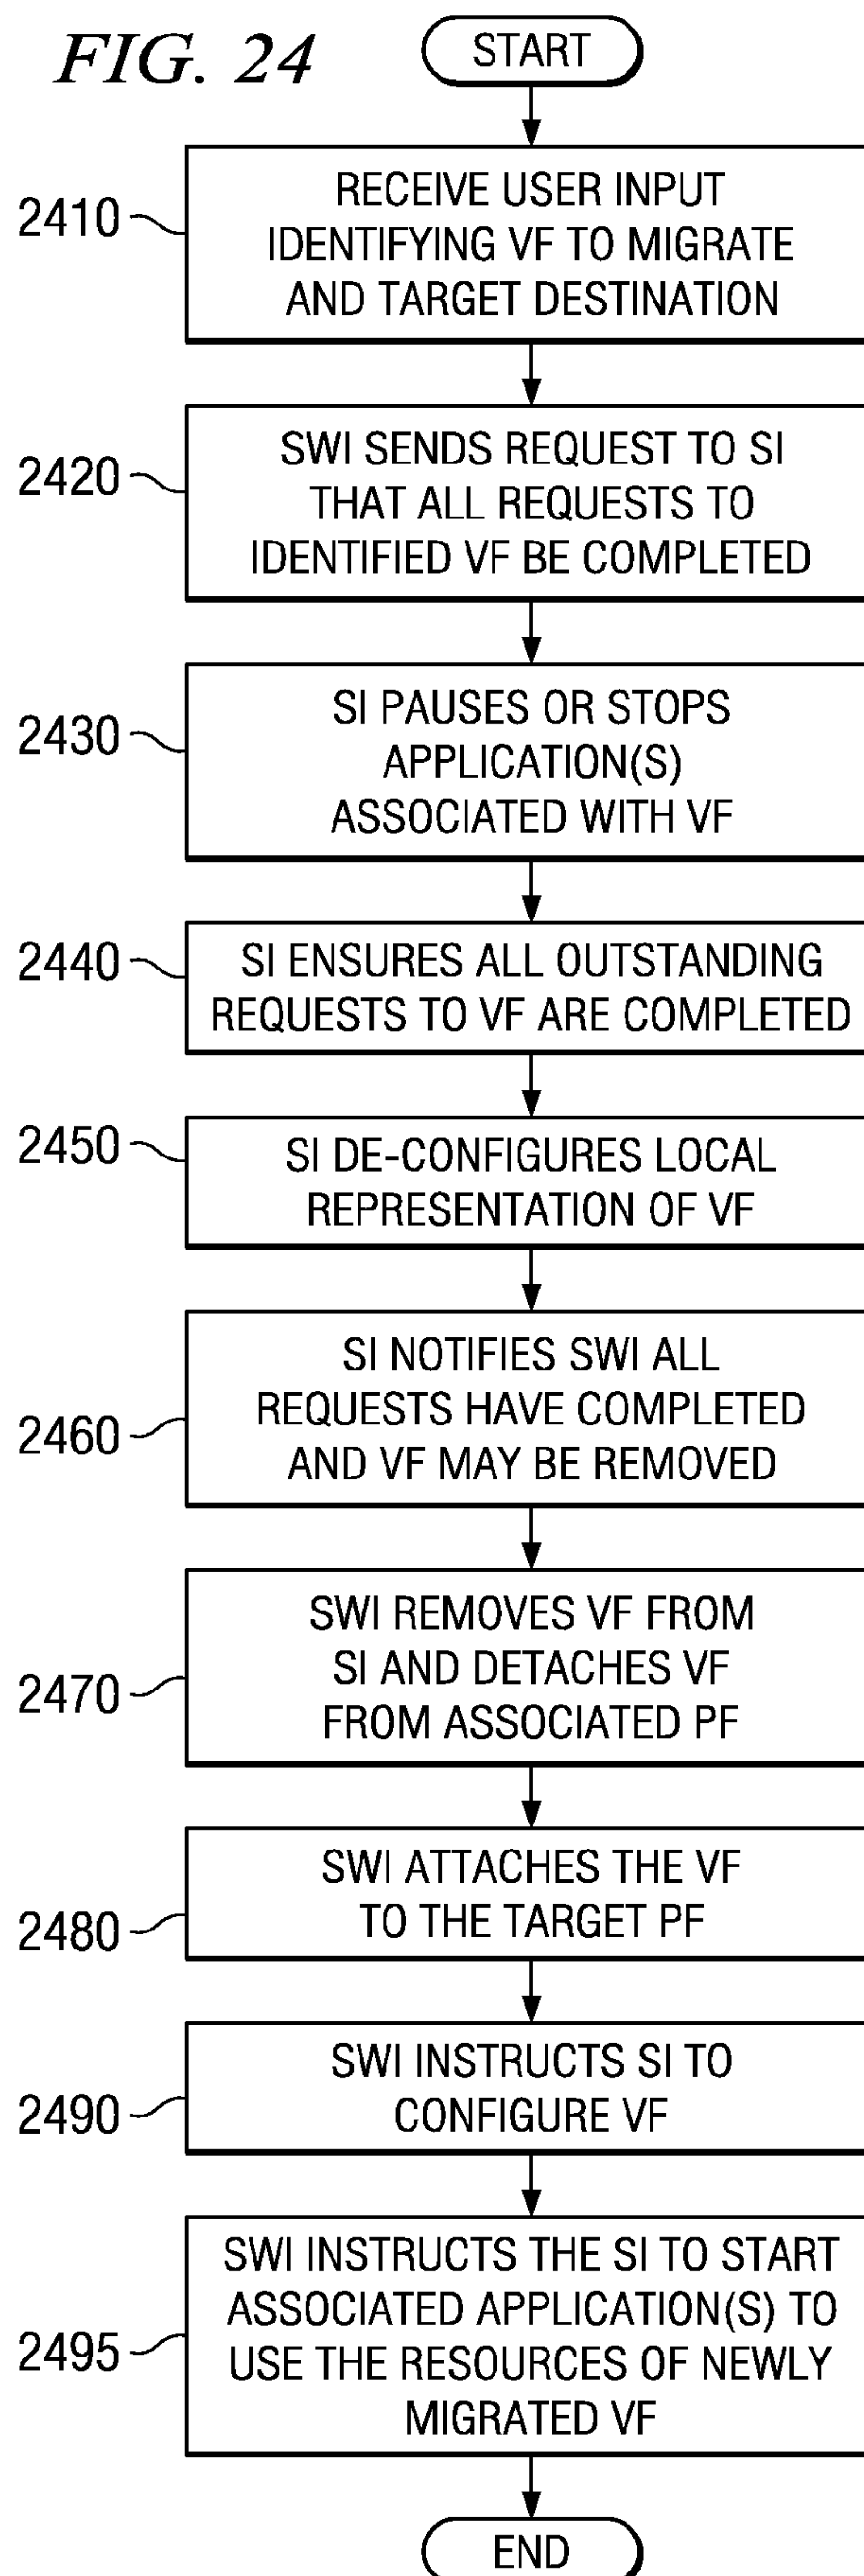 FIG. 24
START
2410
RECEIVE USER INPUT
IDENTIFYING VF TO MIGRATE
AND TARGET DESTINATION
2420
SWI SENDS REQUEST TO SI
THAT ALL REQUESTS TO
IDENTIFIED VF BE COMPLETED
2430
SI PAUSES OR STOPS
APPLICATION(S)
ASSOCIATED WITH VF
2440
SI ENSURES ALL OUTSTANDING
REQUESTS TO VF ARE COMPLETED
2450
SI DE-CONFIGURES LOCAL
REPRESENTATION OF VF
2460
SI NOTIFIES SWI ALL
REQUESTS HAVE COMPLETED
AND VF MAY BE REMOVED
2470
SWI REMOVES VF FROM
SI AND DETACHES VF
FROM ASSOCIATED PF
2480
SWI ATTACHES THE VF
TO THE TARGET PF
2490
SWI INSTRUCTS SI TO
CONFIGURE VF
2495
SWI INSTRUCTS THE SI TO START
ASSOCIATED APPLICATION(S) TO
USE THE RESOURCES OF NEWLY
MIGRATED VF
END